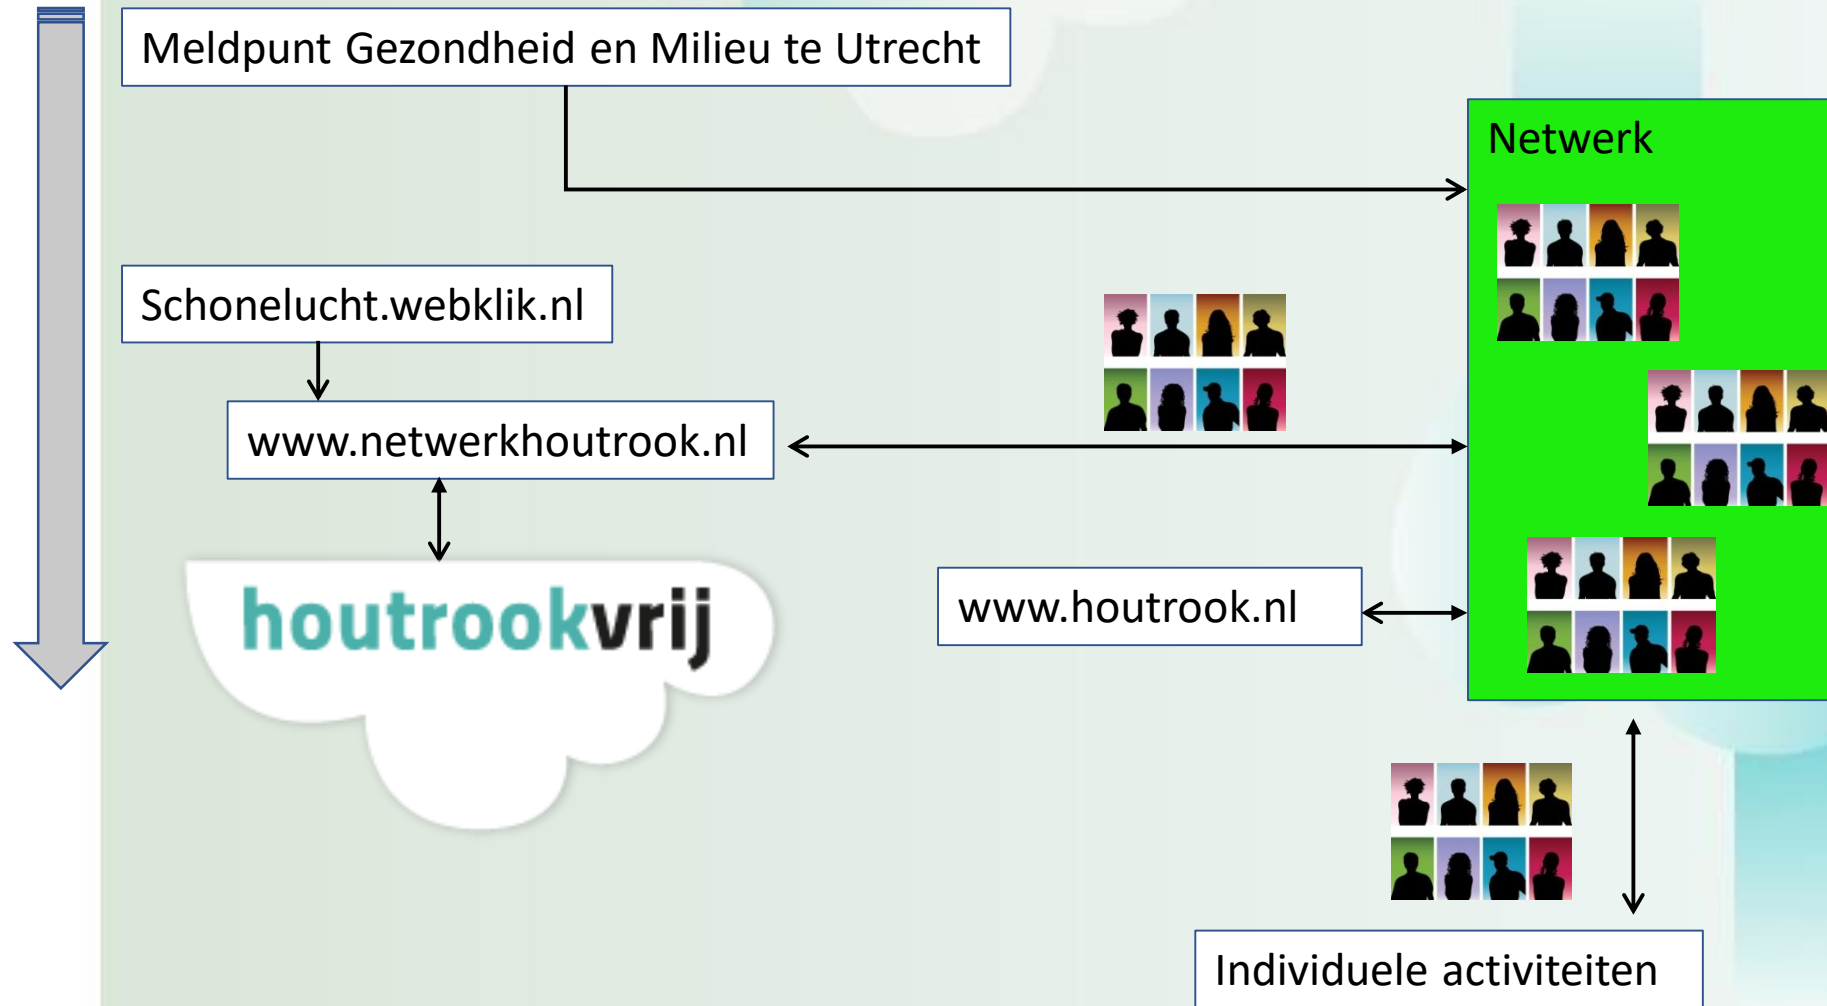 Meldpunt Gezondheid en Milieu te Utrecht
Netwerk
Schonelucht.webklik.nl
www.netwerkhoutrook.nl
houtrookvrij
www.houtrook.nl
Individuele activiteiten